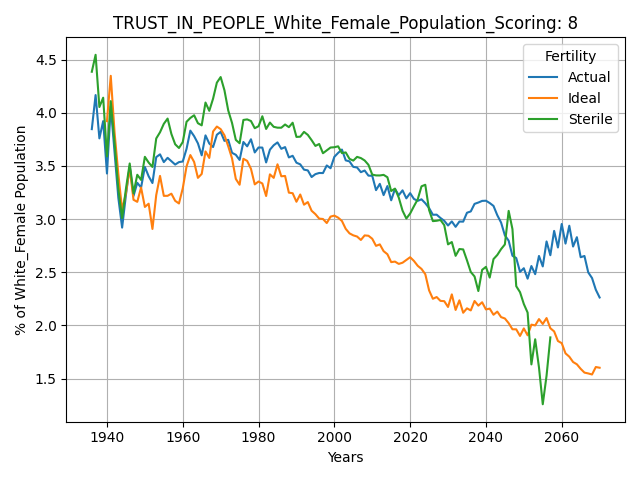 TRUST_IN_PEOPLE_White_Female_Population_Scoring: 8
% of White_Female Population
4.5
4.0
3.5
3.0
2.5
2.0
1.5
Fertility
Actual
Ideal
Sterile
1940 1960 1980 2000 2020 2040 2060
Years